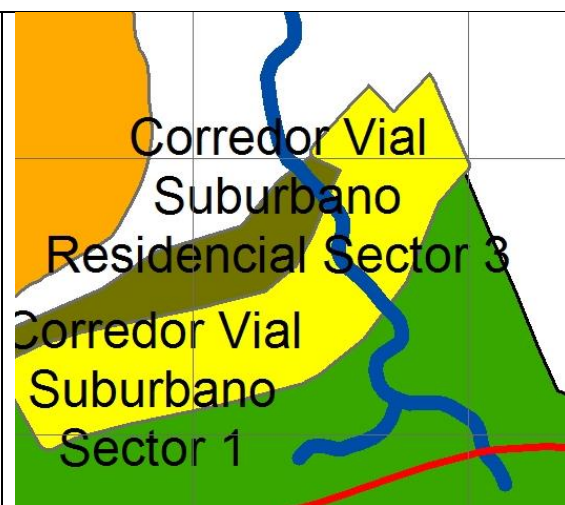 Corredor Vial
Suburbano
Residencial Sector 3
Corredor Vial
Suburbano
Sector 1